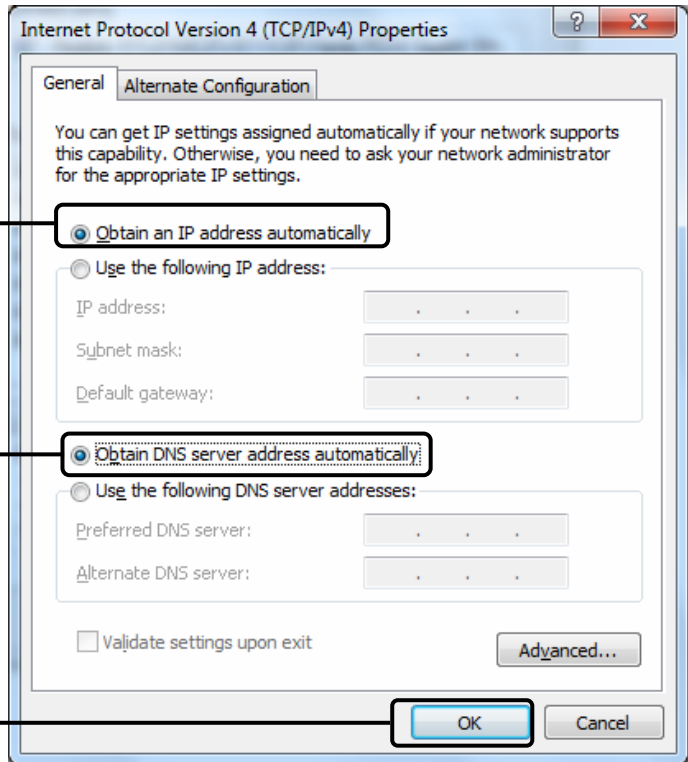 Internet Protocol Version 4 (TCP/IPv4) Properties
General
Alternate Configuration
You can get IP settings assigned automatically if your network supports
this capability. Otherwise, you need to ask your network administrator
for the appropriate IP settings.
Obtain an IP address automatically
Use the following IP address:
IP address:
Subnet mask:
Default gateway:
Obtain DNS server address automatically
Use the following DNS server addresses:
Preferred DNS server:
Alternate DNS server:
Validate settings upon exit
Advanced...
OK
Cancel